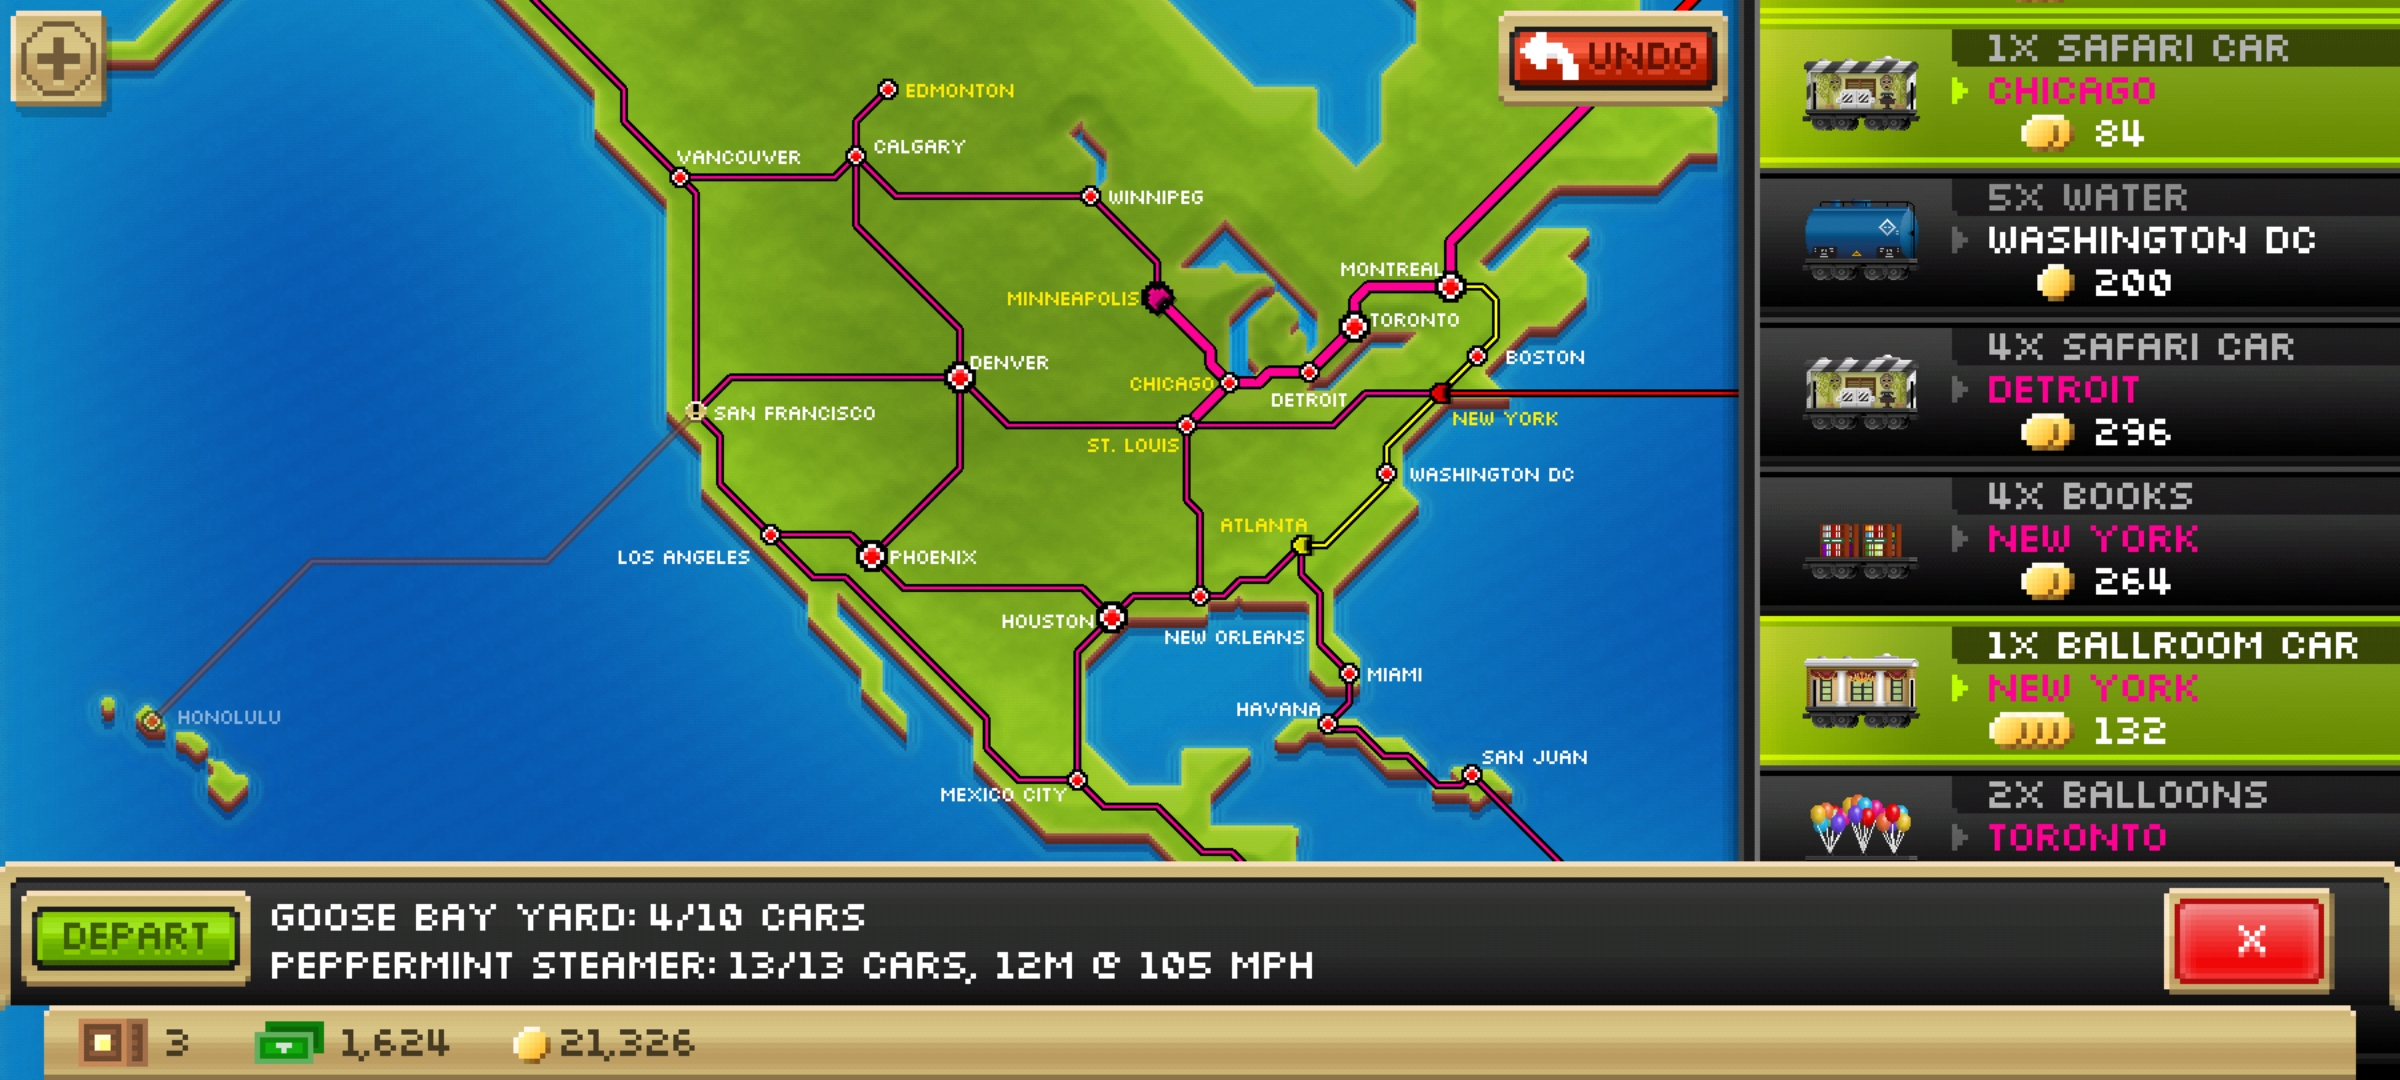 UNDO
EDMONTON
CALGARY
VANCOUVER
WINNIPEG
MONTREAL
MINNEAPOLIS
TORONTO
BOSTON
DENVER
CHICAGO
DETROIT
SAN FRANCISCO
NEW YORK
ST. LOUIS
WASHINGTON DC
ATLANTA
LOS ANGELES
PHOENIX
HOUSTON
NEW ORLEANS
MIAMI
HAVANA
HONOLULU
SAN JUAN
MEXICO CITY
1X SAFARI CAR
CHICAGO
84
5X WATER
WASHINGTON DC
200
4X SAFARI CAR
DETROIT
296
4X BOOKS
NEW YORK
264
1X BALLROOM CAR
NEW YORK
132
2X BALLOONS
TORONTO
DEPART
GOOSE BAY YARD: 4/10 CARS
PEPPERMINT STEAMER: 13/13 CARS, 12M @ 105 MPH
X
3
1,624
21,326